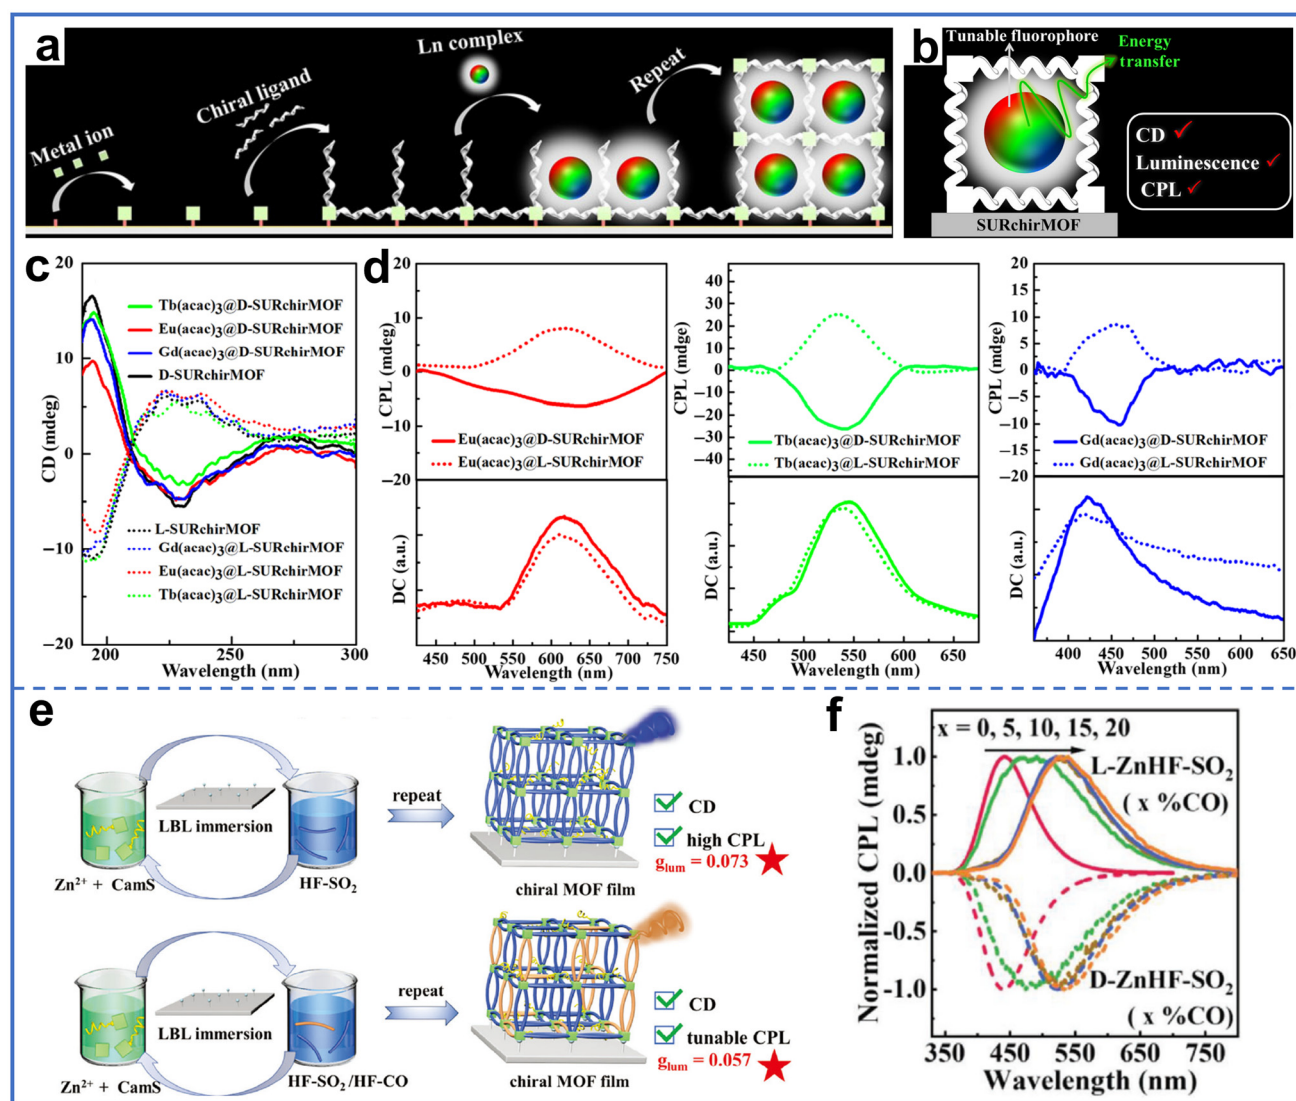 a
Metal ion
Chiral ligand
Ln complex
Repeat
b
Tunable fluorophore
Energy
transfer
CD ✓
Luminescence ✓
CPL ✓
SURchirMOF
c
20
10
0
−10
−20
CD (mdeg)
Tb(acac)3@D-SURchirMOF
Eu(acac)3@D-SURchirMOF
Gd(acac)3@D-SURchirMOF
D-SURchirMOF
L-SURchirMOF
Gd(acac)3@L-SURchirMOF
Eu(acac)3@L-SURchirMOF
Tb(acac)3@L-SURchirMOF
200 250 300
Wavelength (nm)
d
20
10
0
−10
−20
CPL (mdeg)
Eu(acac)3@D-SURchirMOF
Eu(acac)3@L-SURchirMOF
DC (a.u.)
450 500 550 600 650 700 750
Wavelength (nm)
40
30
20
10
0
−10
−20
−30
−40
CPL (mdge)
Tb(acac)3@D-SURchirMOF
Tb(acac)3@L-SURchirMOF
DC (a.u.)
450 500 550 600 650
Wavelength (nm)
20
15
10
5
0
−5
−10
−15
−20
CPL (mdge)
Gd(acac)3@D-SURchirMOF
Gd(acac)3@L-SURchirMOF
DC (a.u.)
400 450 500 550 600 650
Wavelength (nm)
e
LBL immersion
Zn²⁺ + CamS
HF-SO₂
repeat
chiral MOF film
CD
high CPL
glum = 0.073
LBL immersion
Zn²⁺ + CamS
HF-SO₂/HF-CO
repeat
chiral MOF film
CD
tunable CPL
glum = 0.057
f
x = 0, 5, 10, 15, 20
L-ZnHF-SO₂
( x %CO)
D-ZnHF-SO₂
( x %CO)
1.0
0.5
0.0
-0.5
-1.0
Normalized CPL (mdeg)
350 450 550 650 750
Wavelength (nm)